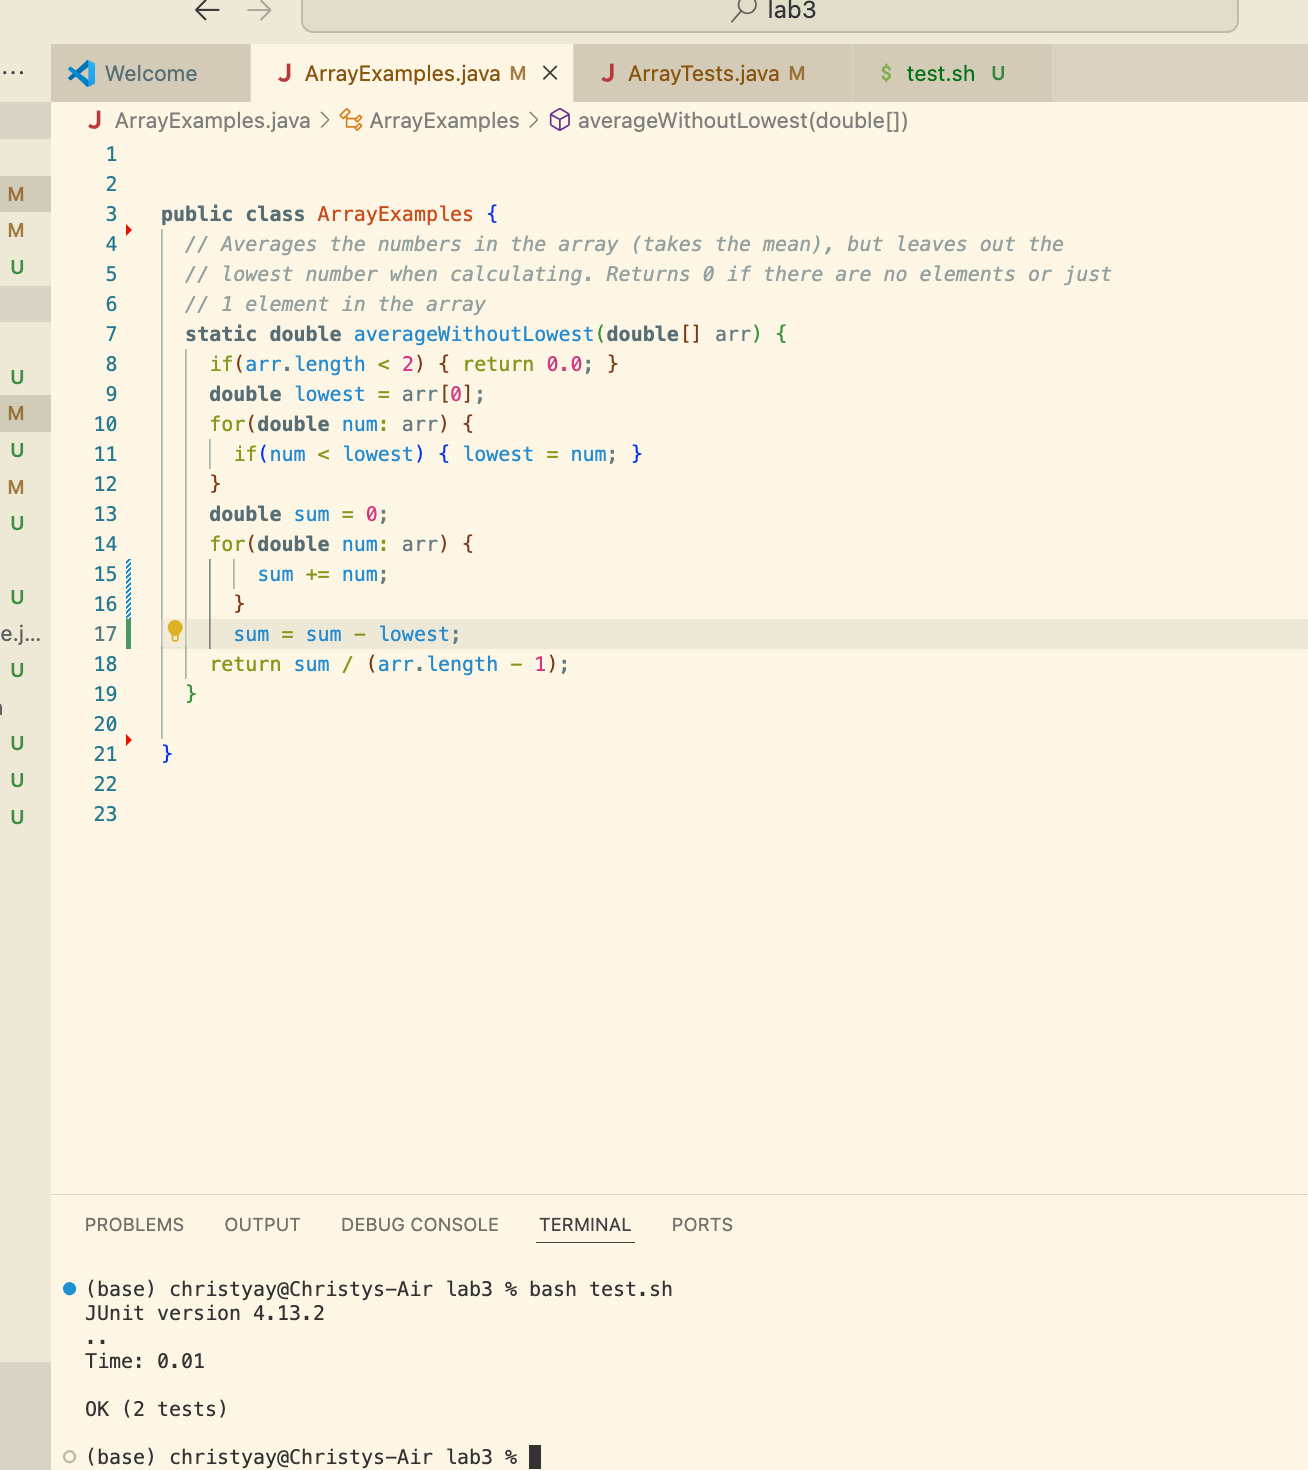 lab3
...
Welcome
J ArrayExamples.java M
J ArrayTests.java M
$ test.sh U
J ArrayExamples.java > ArrayExamples > averageWithoutLowest(double[])
M
M
U
U
M
U
M
U
U
e.j...
U
U
U
U
1
2
3 public class ArrayExamples {
4 // Averages the numbers in the array (takes the mean), but leaves out the
5 // lowest number when calculating. Returns 0 if there are no elements or just
6 // 1 element in the array
7 static double averageWithoutLowest(double[] arr) {
8 if(arr.length < 2) { return 0.0; }
9 double lowest = arr[0];
10 for(double num: arr) {
11 if(num < lowest) { lowest = num; }
12 }
13 double sum = 0;
14 for(double num: arr) {
15 sum += num;
16 }
17 sum = sum - lowest;
18 return sum / (arr.length - 1);
19 }
20
21 }
22
23
PROBLEMS OUTPUT DEBUG CONSOLE TERMINAL PORTS
(base) christyay@Christys-Air lab3 % bash test.sh
JUnit version 4.13.2
..
Time: 0.01
OK (2 tests)
(base) christyay@Christys-Air lab3 %